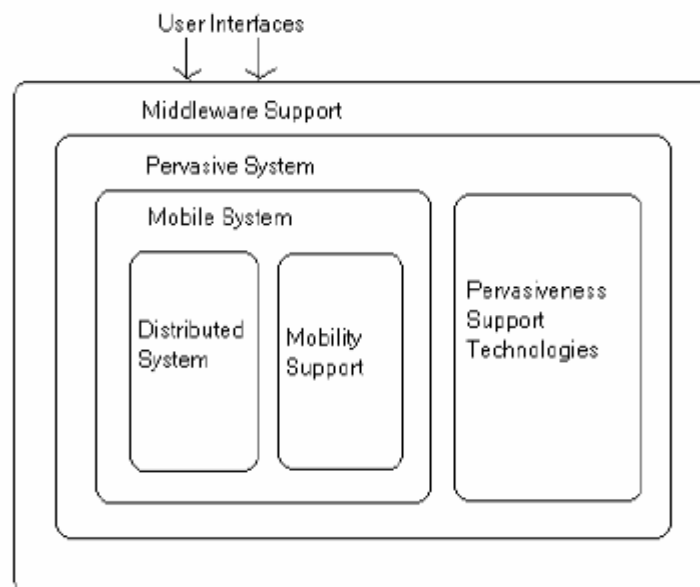 User Interfaces
Middleware Support
Pervasive System
Mobile System
Distributed
System
Mobility
Support
Pervasiveness
Support
Technologies